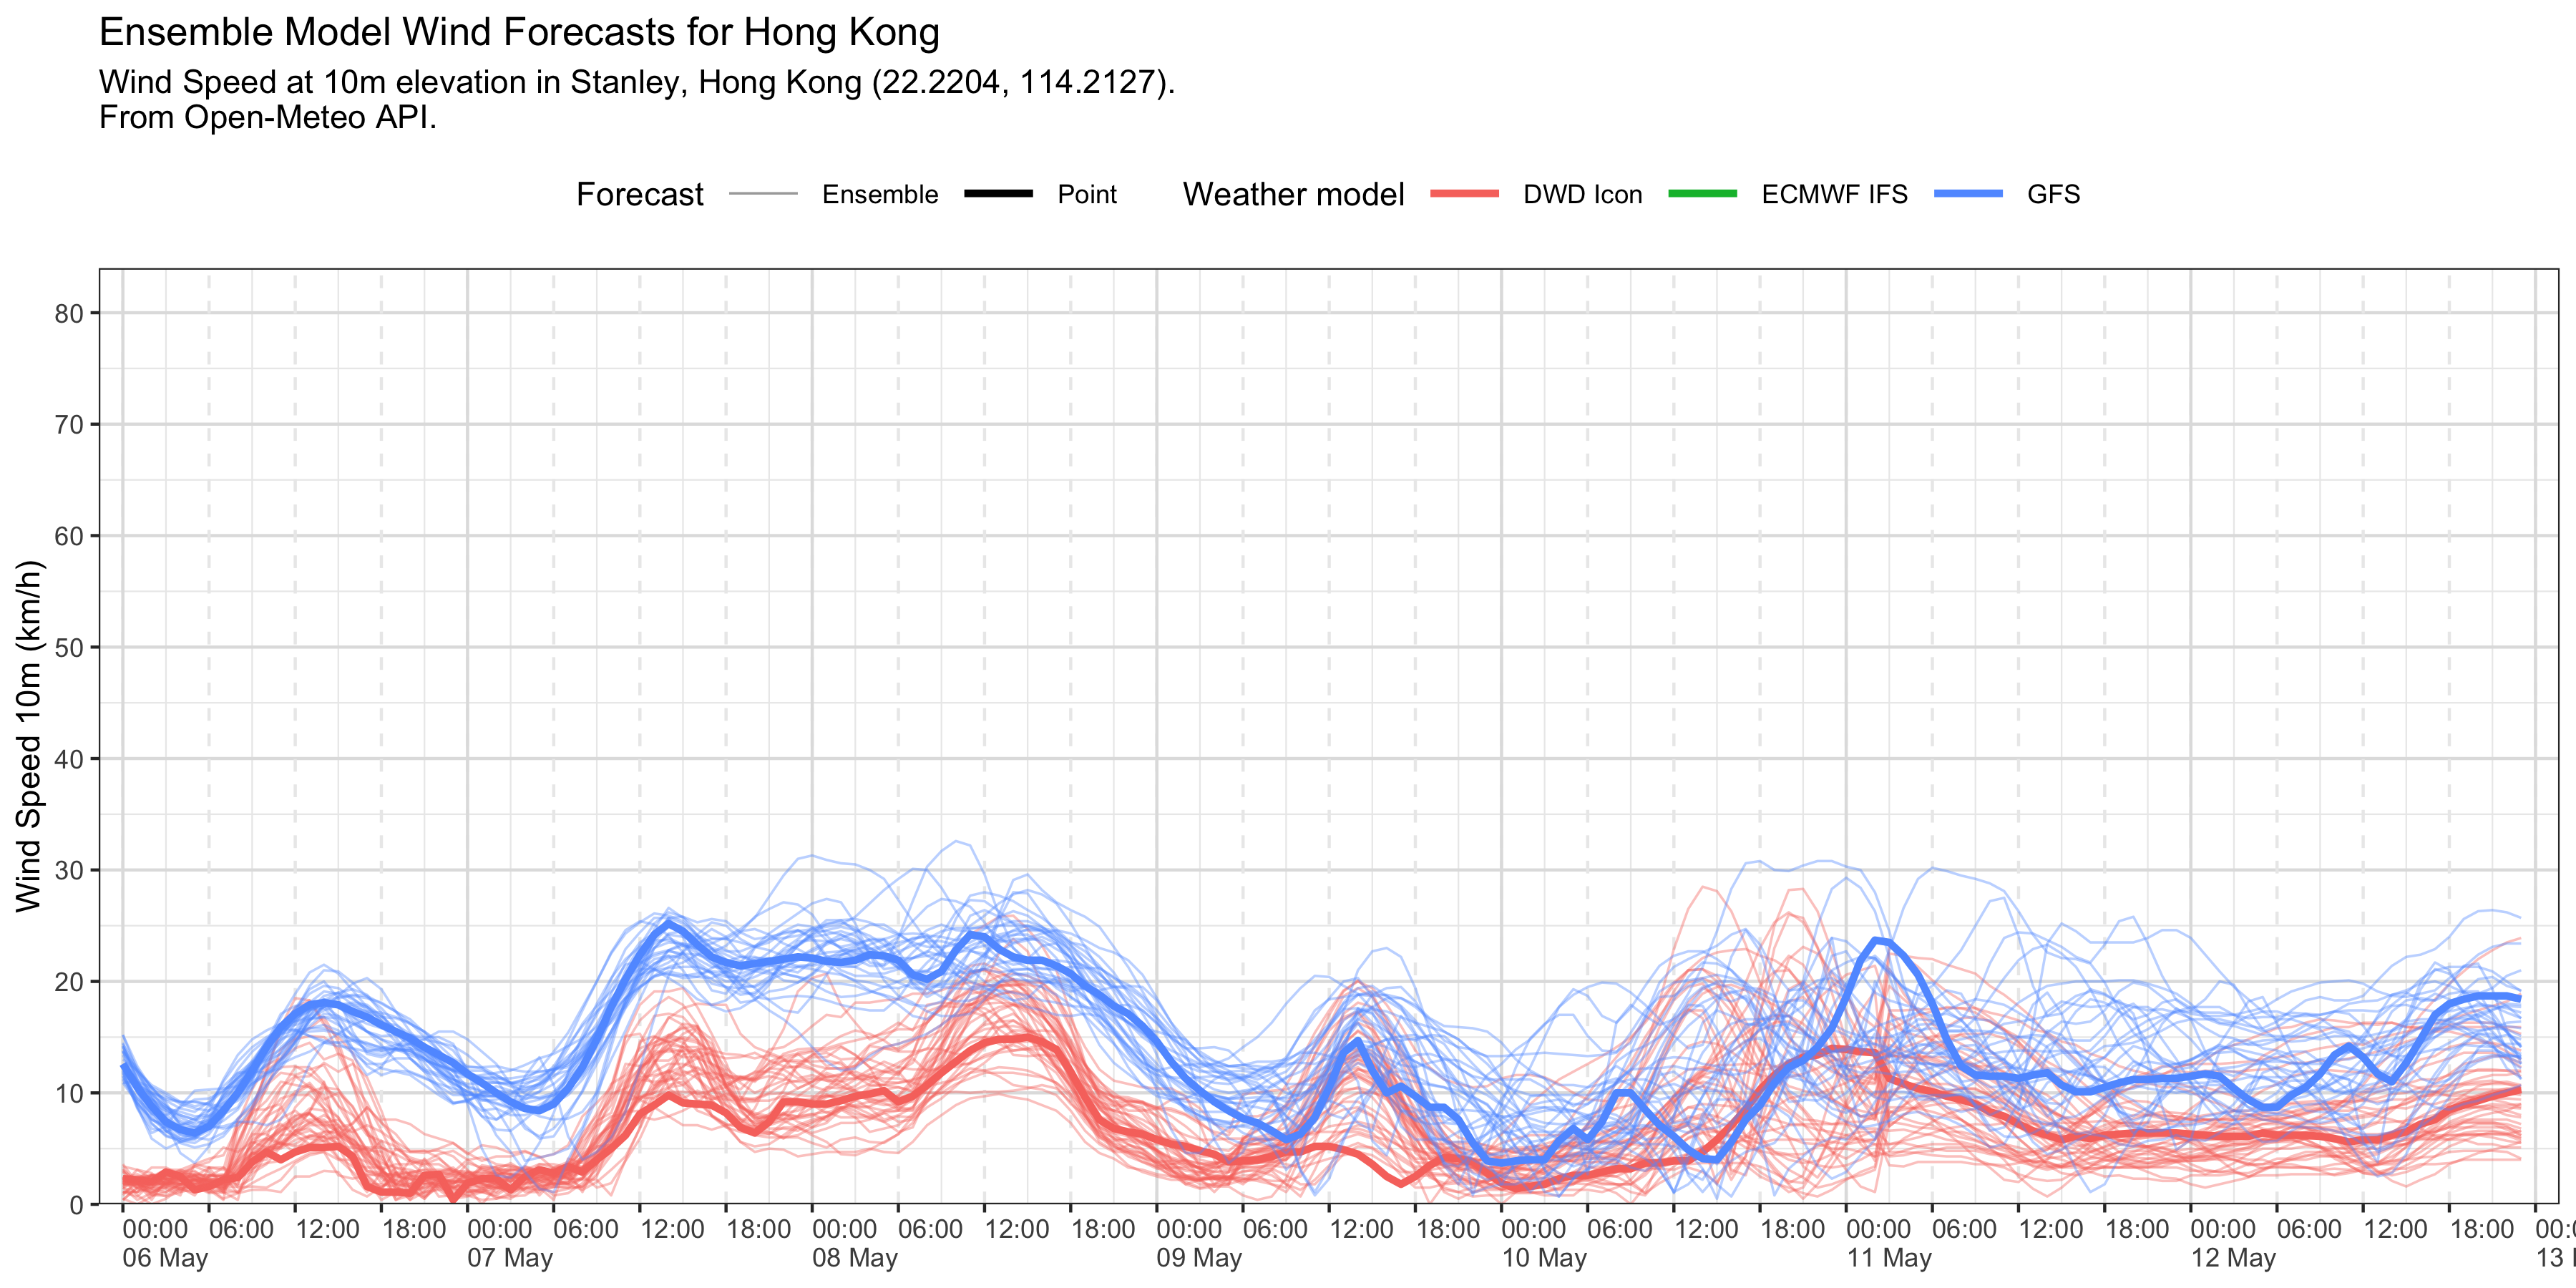 Ensemble Model Wind Forecasts for Hong Kong
Wind Speed at 10m elevation in Stanley, Hong Kong (22.2204, 114.2127).
From Open-Meteo API.
Forecast Ensemble Point Weather model DWD Icon ECMWF IFS GFS
Wind Speed 10m (km/h)
80
70
60
50
40
30
20
10
0
00:00 06:00 12:00 18:00 00:00 06:00 12:00 18:00 00:00 06:00 12:00 18:00 00:00 06:00 12:00 18:00 00:00 06:00 12:00 18:00 00:00 06:00 12:00 18:00 00:00 06:00 12:00 18:00
06 May 07 May 08 May 09 May 10 May 11 May 12 May 13